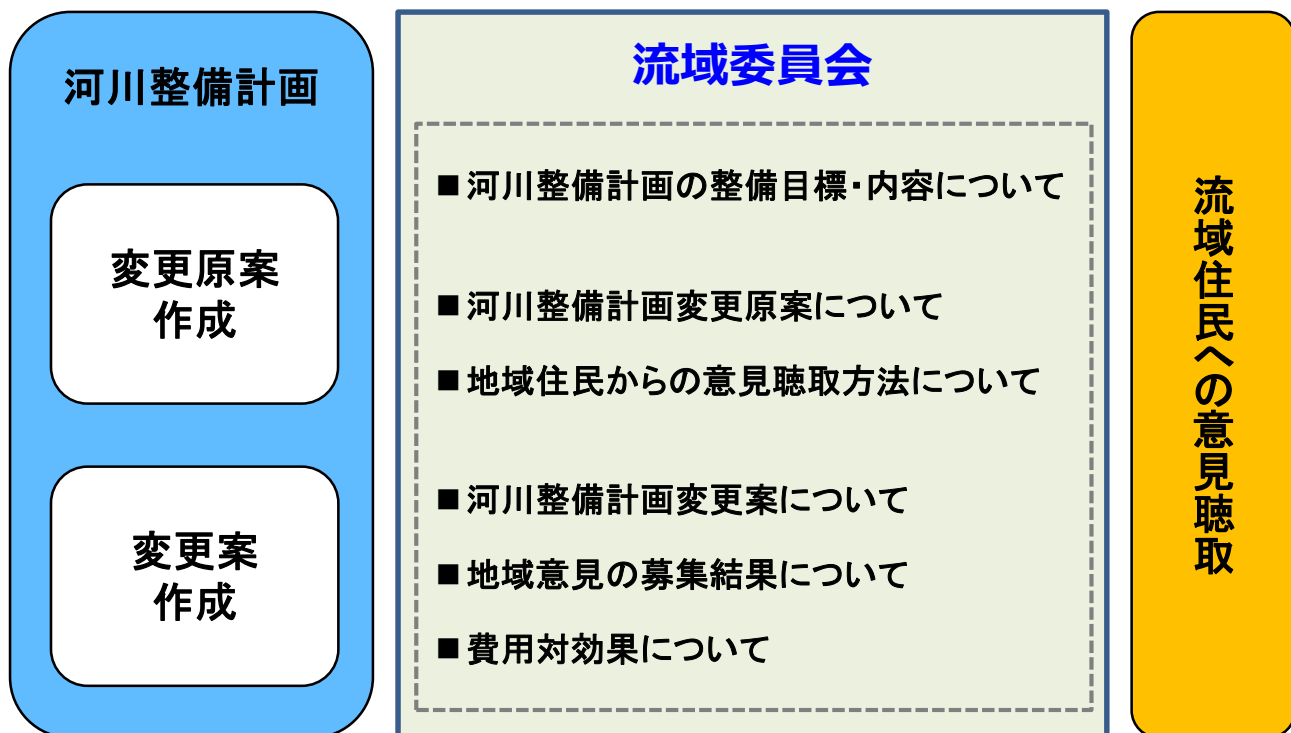 河川整備計画
変更原案
作成
変更案
作成
流域委員会
■河川整備計画の整備目標・内容について
■河川整備計画変更原案について
■地域住民からの意見聴取方法について
■河川整備計画変更案について
■地域意見の募集結果について
■費用対効果について
流域住民への意見聴取